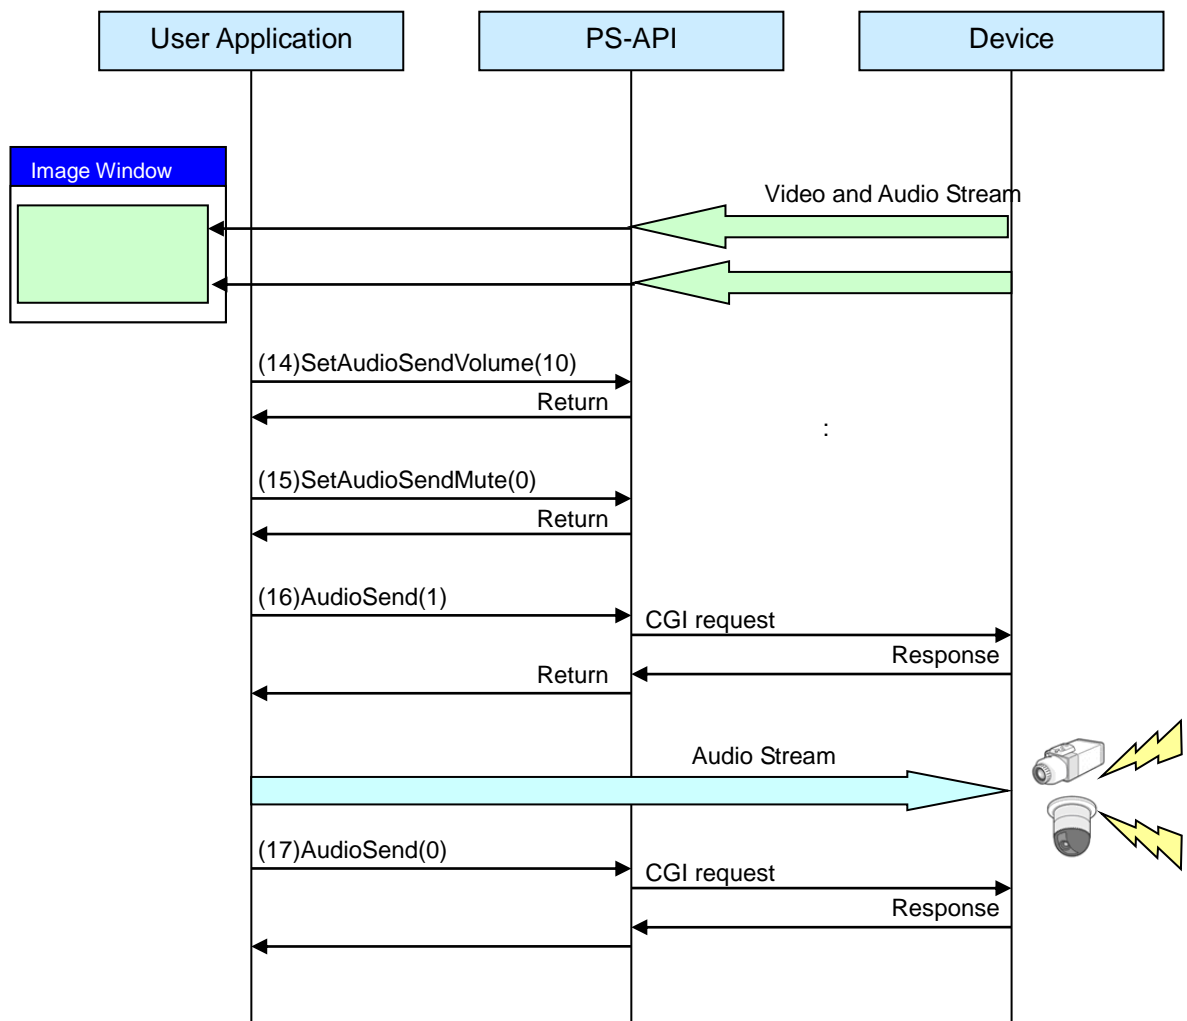 User Application
PS-API
Device
Image Window
Video and Audio Stream
(14)SetAudioSendVolume(10)
Return
:
(15)SetAudioSendMute(0)
Return
(16)AudioSend(1)
CGI request
Response
Return
Audio Stream
(17)AudioSend(0)
CGI request
Response